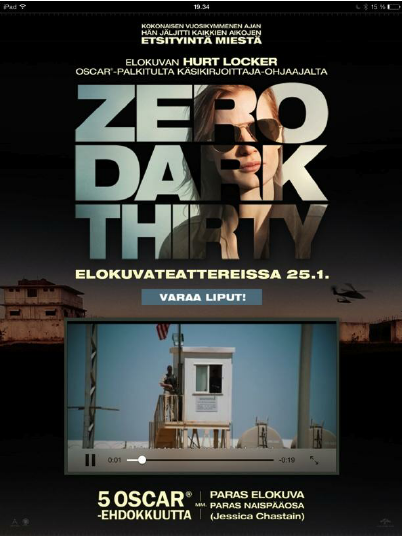 iPad
19.34
15 %
KOKONAISEN VUOSIKYMMENEN AJAN
HÄN JÄLJITTI KAIKKIEN AIKOJEN
ETSITYINTÄ MIESTÄ
ELOKUVAN HURT LOCKER
OSCAR®-PALKITULTA KÄSIKIRJOITTAJA-OHJAAJALTA
ZERO
DARK
THIRTY
ELOKUVATEATTEREISSA 25.1.
VARAA LIPUT!
0:01
-0:19
5 OSCAR®
-EHDOKKUUTTA
MM.
PARAS ELOKUVA
PARAS NAISPÄÄOSA
(Jessica Chastain)